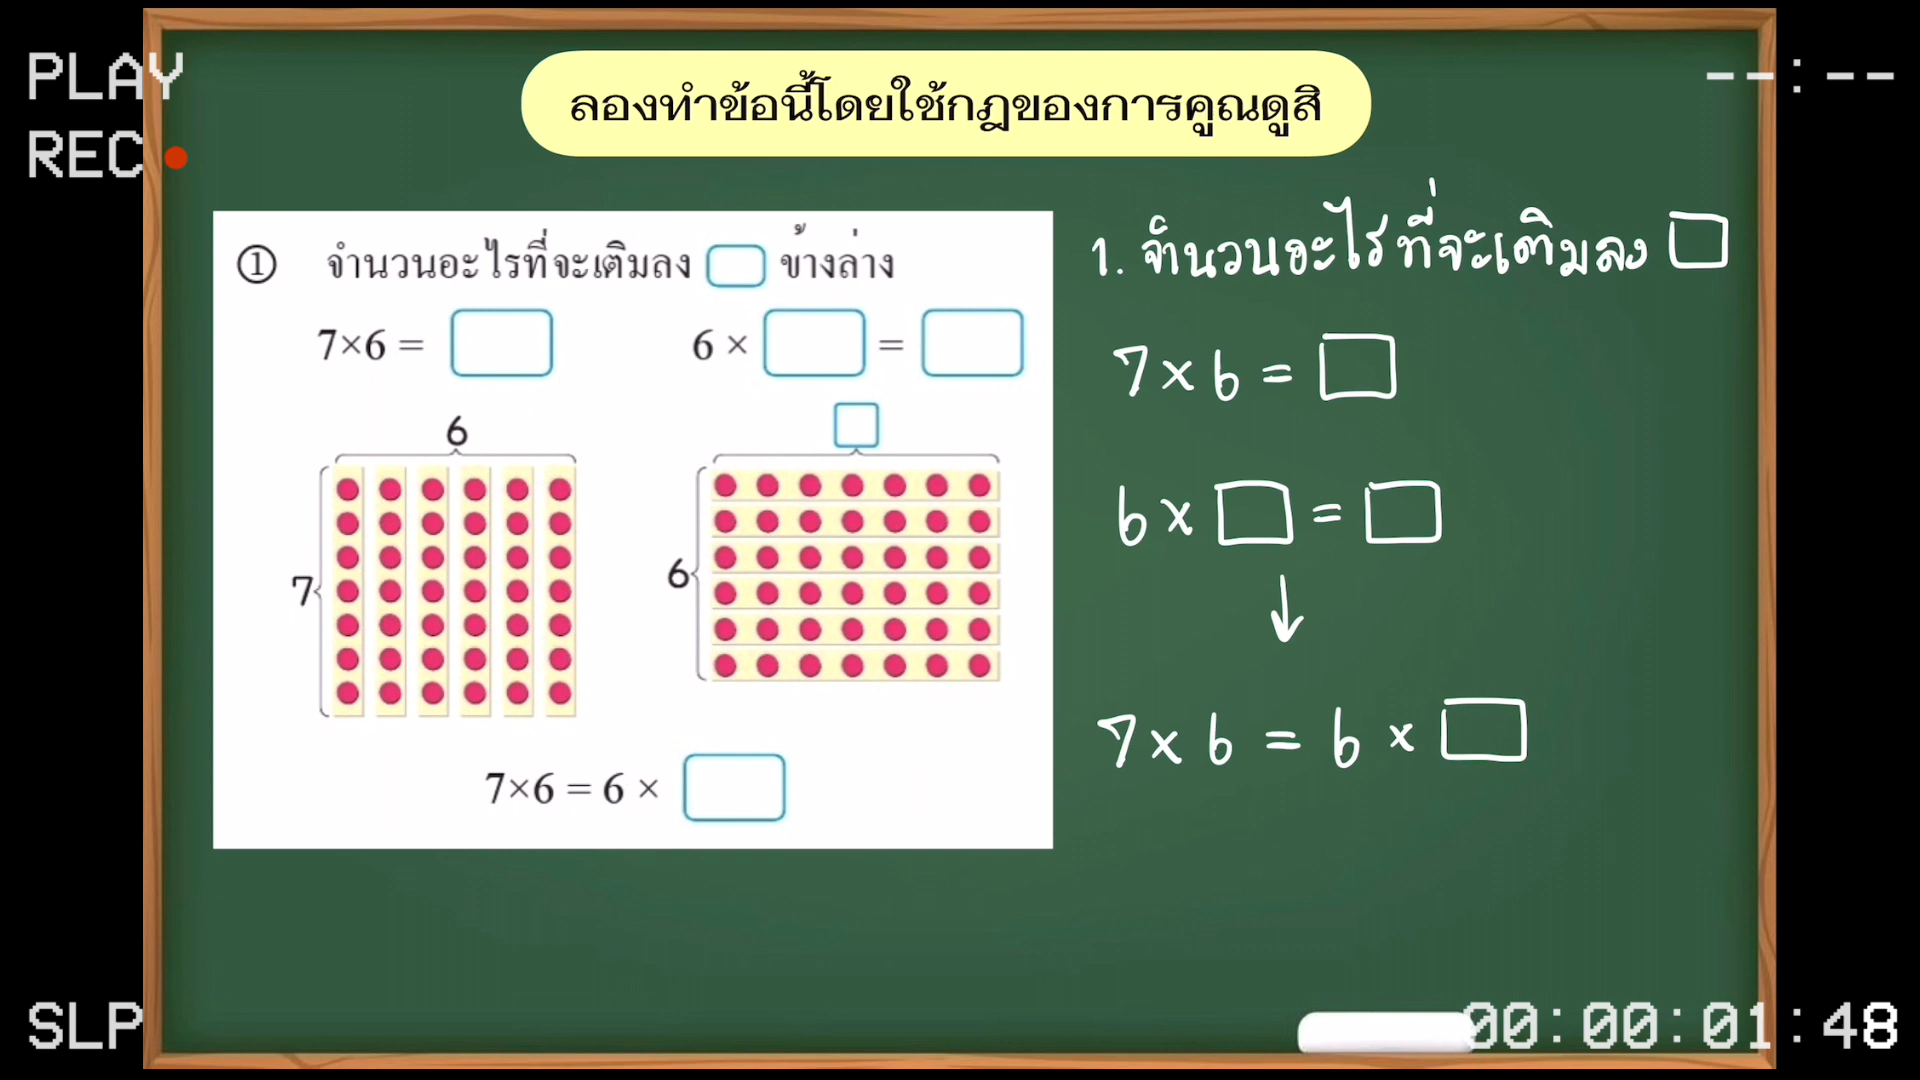 PLAY
--:--
REC
ลองทำข้อนี้โดยใช้กฎของการคูณดูสิ
① จำนวนอะไรที่จะเติมลง ข้างล่าง
7×6 =
6 × =
6
7
6
7×6 = 6 ×
1. จำนวนอะไรที่จะเติมลง
7 × 6 =
6 × =
↓
7 × 6 = 6 ×
SLP
00:00:01:48